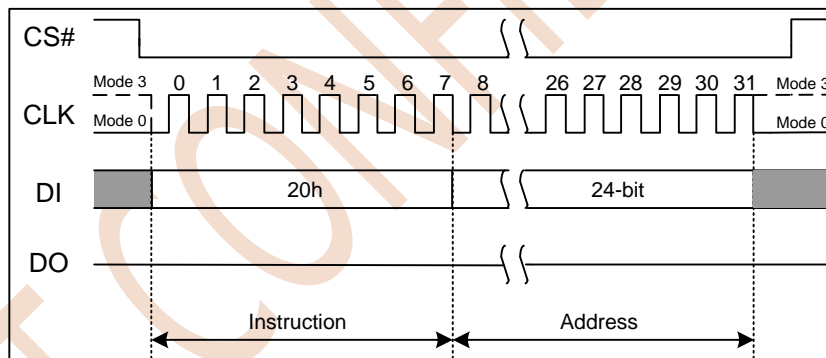 CS#
Mode 3 0 1 2 3 4 5 6 7 8 26 27 28 29 30 31 Mode 3
CLK
Mode 0 Mode 0
DI 20h 24-bit
DO
Instruction Address